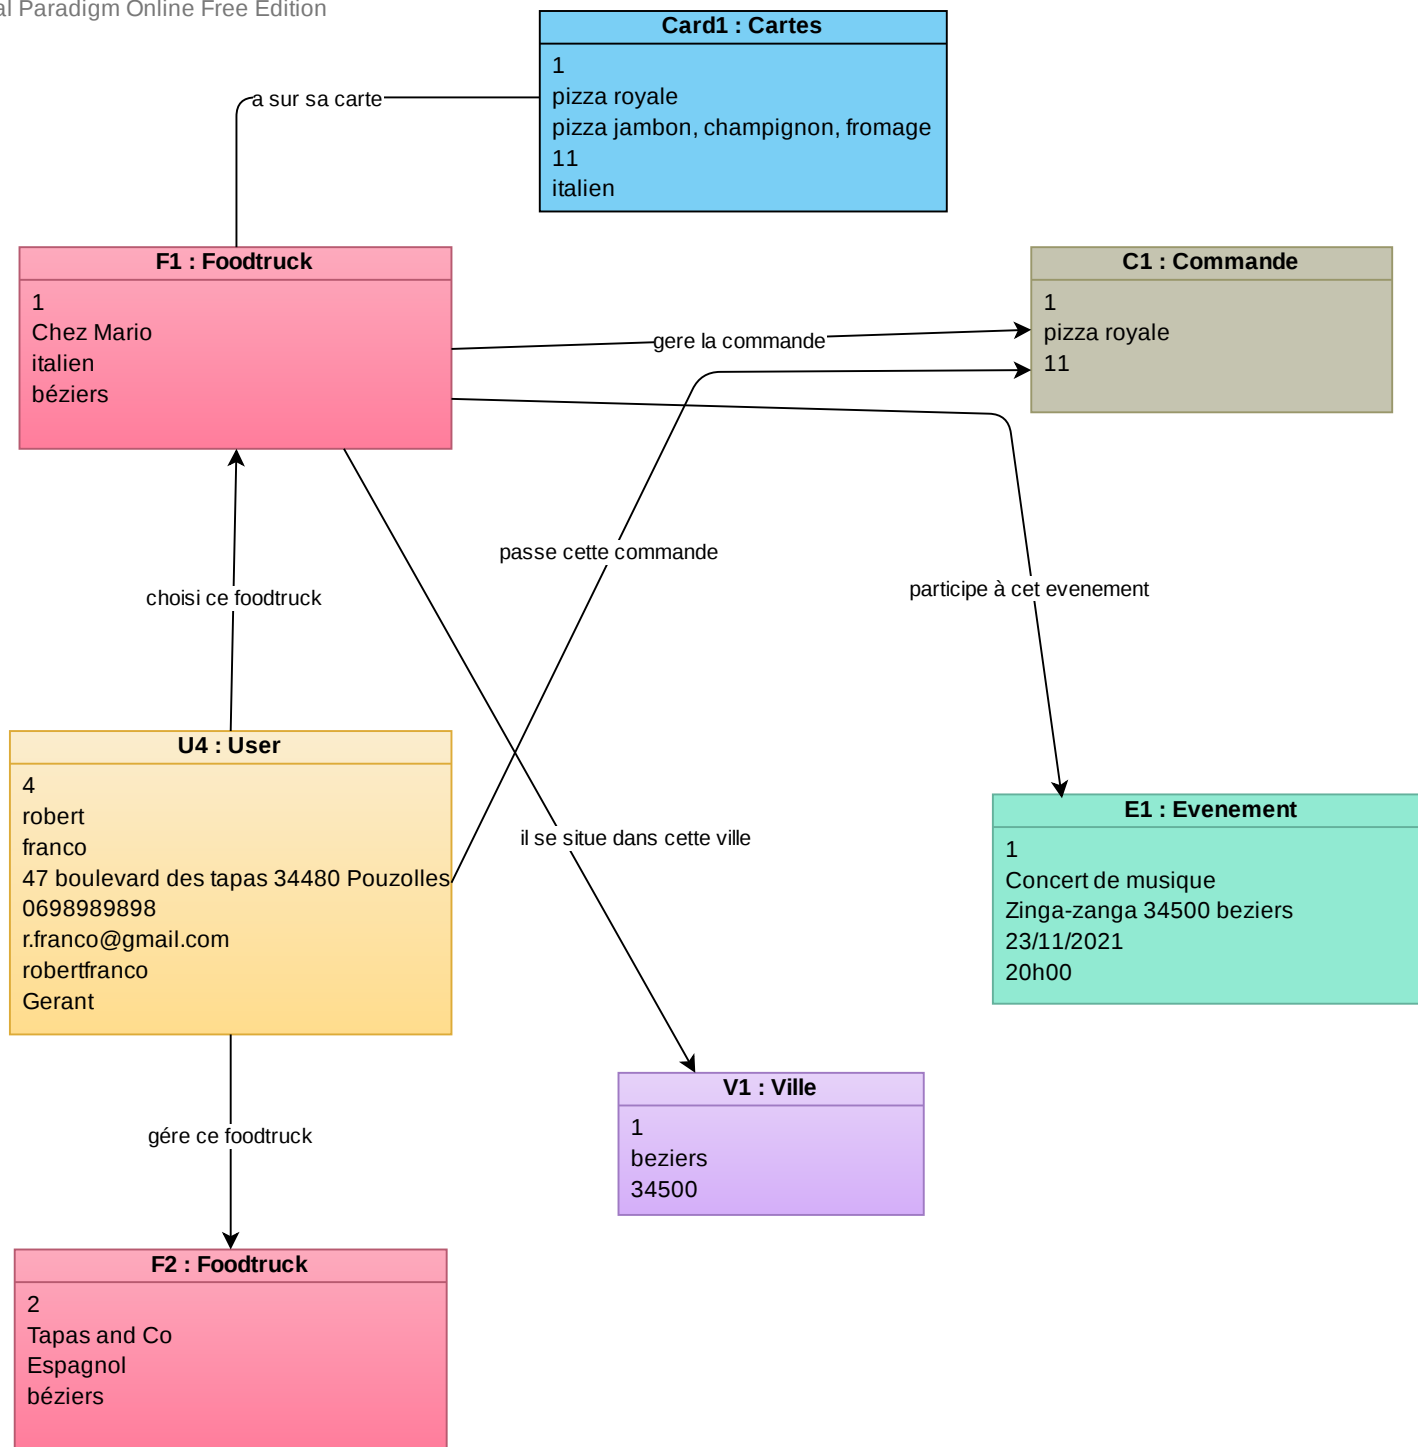 Paradigm Online Free Edition
Card1 : Cartes
1
pizza royale
pizza jambon, champignon, fromage
11
italien
a sur sa carte
F1 : Foodtruck
1
Chez Mario
italien
béziers
C1 : Commande
1
pizza royale
11
gere la commande
passe cette commande
participe à cet evenement
choisi ce foodtruck
U4 : User
4
robert
franco
47 boulevard des tapas 34480 Pouzolles
0698989898
r.franco@gmail.com
robertfranco
Gerant
il se situe dans cette ville
E1 : Evenement
1
Concert de musique
Zinga-zanga 34500 beziers
23/11/2021
20h00
V1 : Ville
1
beziers
34500
gére ce foodtruck
F2 : Foodtruck
2
Tapas and Co
Espagnol
béziers